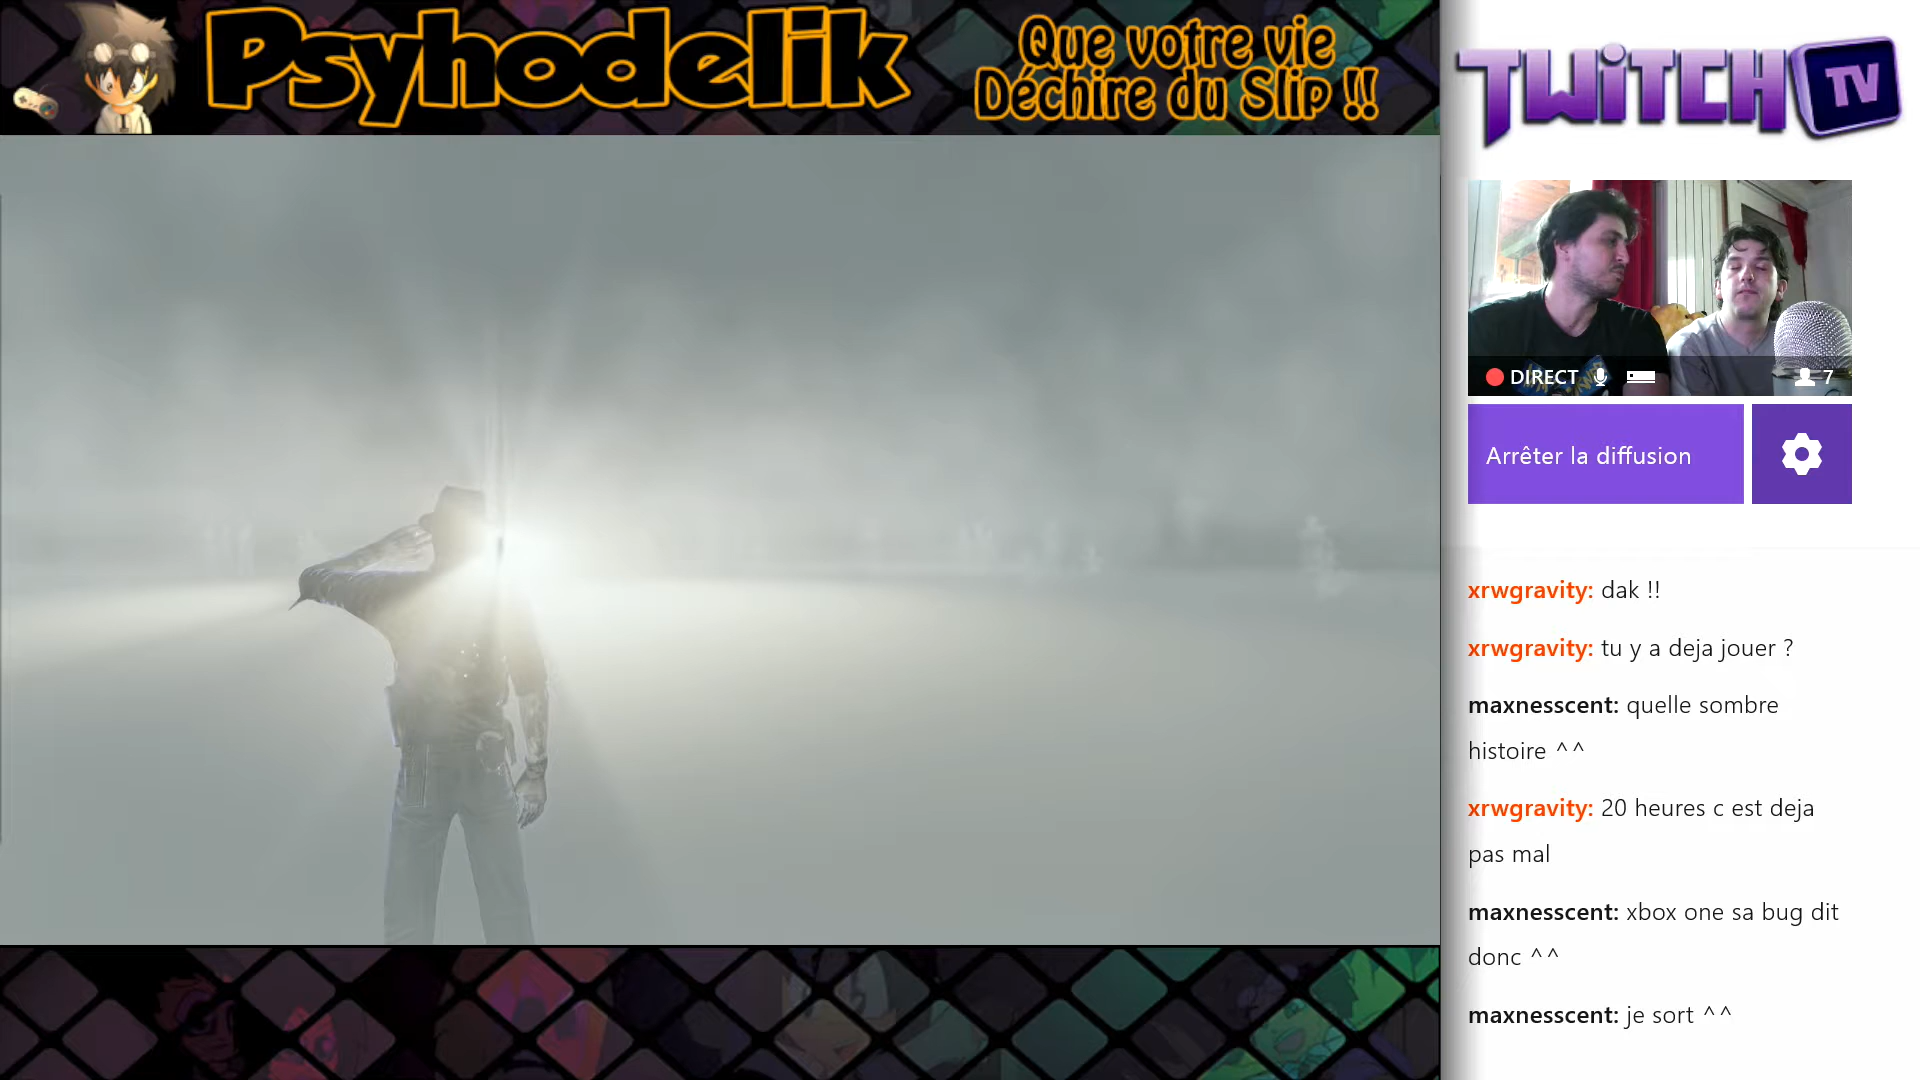 Psyhodelik
Que votre vie
Déchire du Slip !!
TWiTCH TV
DIRECT 7
Arrêter la diffusion
xrwgravity: dak !!
xrwgravity: tu y a deja jouer ?
maxnesscent: quelle sombre
histoire ^^
xrwgravity: 20 heures c est deja
pas mal
maxnesscent: xbox one sa bug dit
donc ^^
maxnesscent: je sort ^^